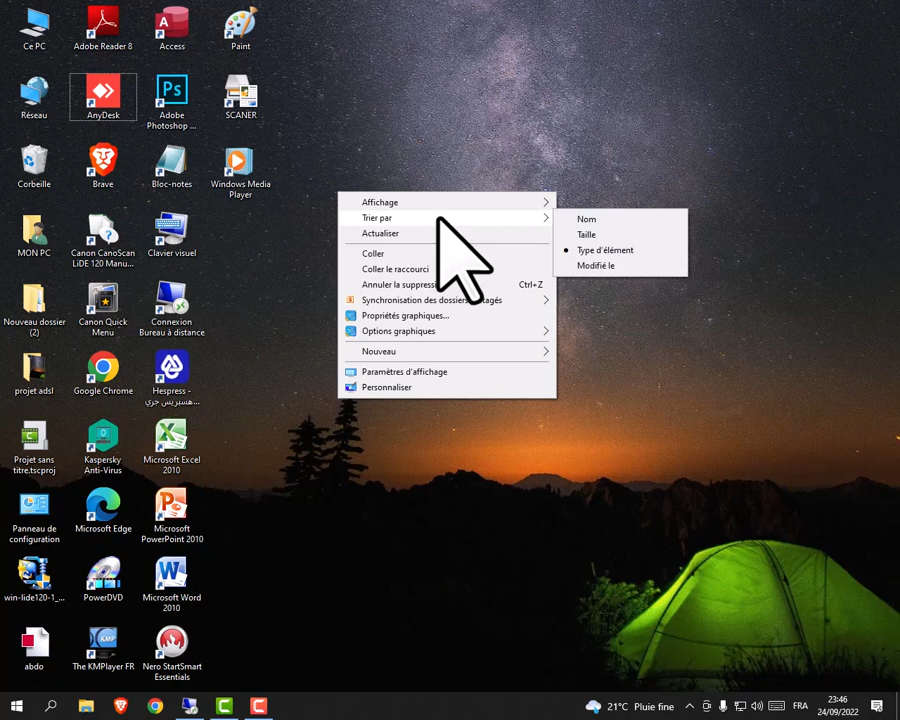 Ce PC
Adobe Reader 8
Access
Paint
Réseau
AnyDesk
Adobe
Photoshop ...
SCANER
Corbeille
Brave
Bloc-notes
Windows Media
Player
MON PC
Canon CanoScan
LiDE 120 Manu...
Clavier visuel
Nouveau dossier
(2)
Canon Quick
Menu
Connexion
Bureau à distance
projet adsl
Google Chrome
Hespress -
هسبريس جري...
Projet sans
titre.tscproj
Kaspersky
Anti-Virus
Microsoft Excel
2010
Panneau de
configuration
Microsoft Edge
Microsoft
PowerPoint 2010
win-lide120-1_...
PowerDVD
Microsoft Word
2010
abdo
The KMPlayer FR
Nero StartSmart
Essentials
Affichage
Trier par
Actualiser
Coller
Coller le raccourci
Annuler la Ctrl+Z
Synchronisation des dossiers
Propriétés graphiques...
Options graphiques
Nouveau
Paramètres d'affichage
Personnaliser
Nom
Taille
Type d'élément
Modifié le
21°C Pluie fine
FRA
23:46
24/09/2022